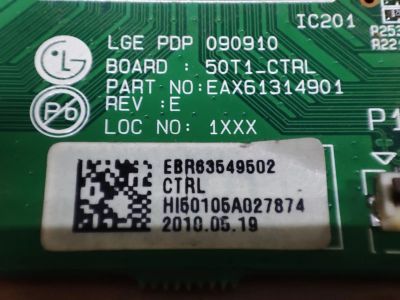 IC201
LGE PDP 090910
BOARD : 50T1_CTRL
PART NO:EAX61314901
REV :E
LOC NO: 1XXX
LG
Pb
P1
EBR63549502
CTRL
HI50105A027874
2010.05.19